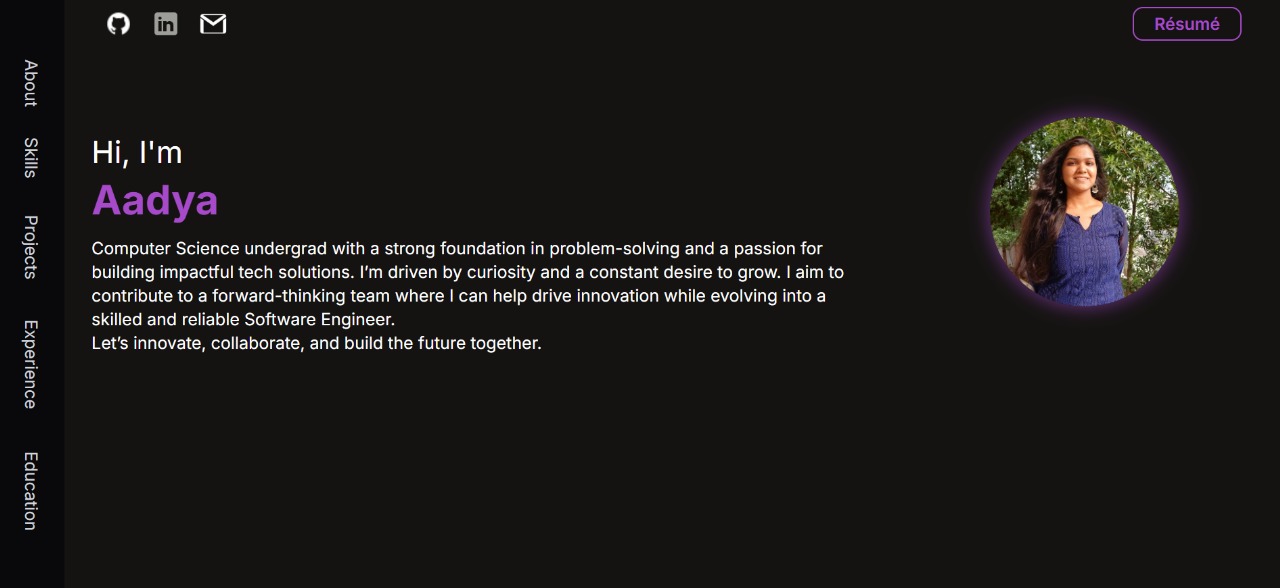 in
Résumé
About
Skills
Projects
Experience
Education
Hi, I'm
Aadya
Computer Science undergrad with a strong foundation in problem-solving and a passion for
building impactful tech solutions. I’m driven by curiosity and a constant desire to grow. I aim to
contribute to a forward-thinking team where I can help drive innovation while evolving into a
skilled and reliable Software Engineer.
Let’s innovate, collaborate, and build the future together.